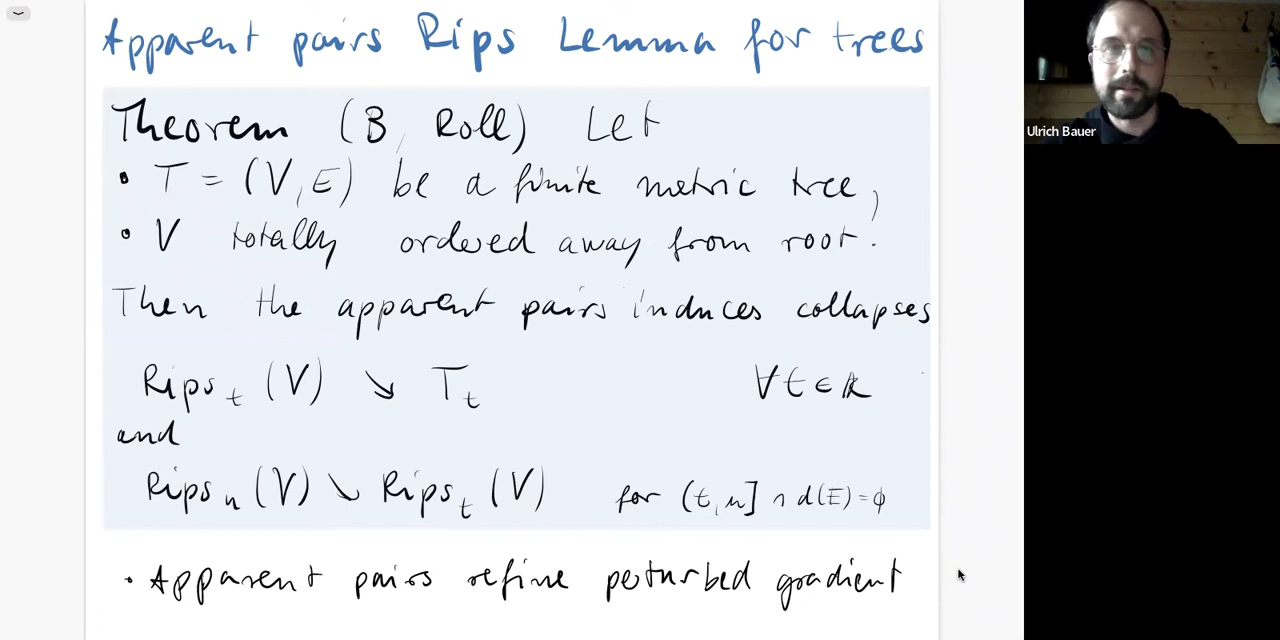 Apparent pairs Rips Lemma for trees
Theorem (B, Roll) Let
• T = (V, E) be a finite metric tree,
• V totally ordered away from root.
Then the apparent pairs induces collapses
Rips_t (V) ↘ T_t ∀ t ∈ ℝ
and
Rips_u (V) ↘ Rips_t (V) for (t, u] ∩ d(E) = ∅
• Apparent pairs refine perturbed gradient
Ulrich Bauer